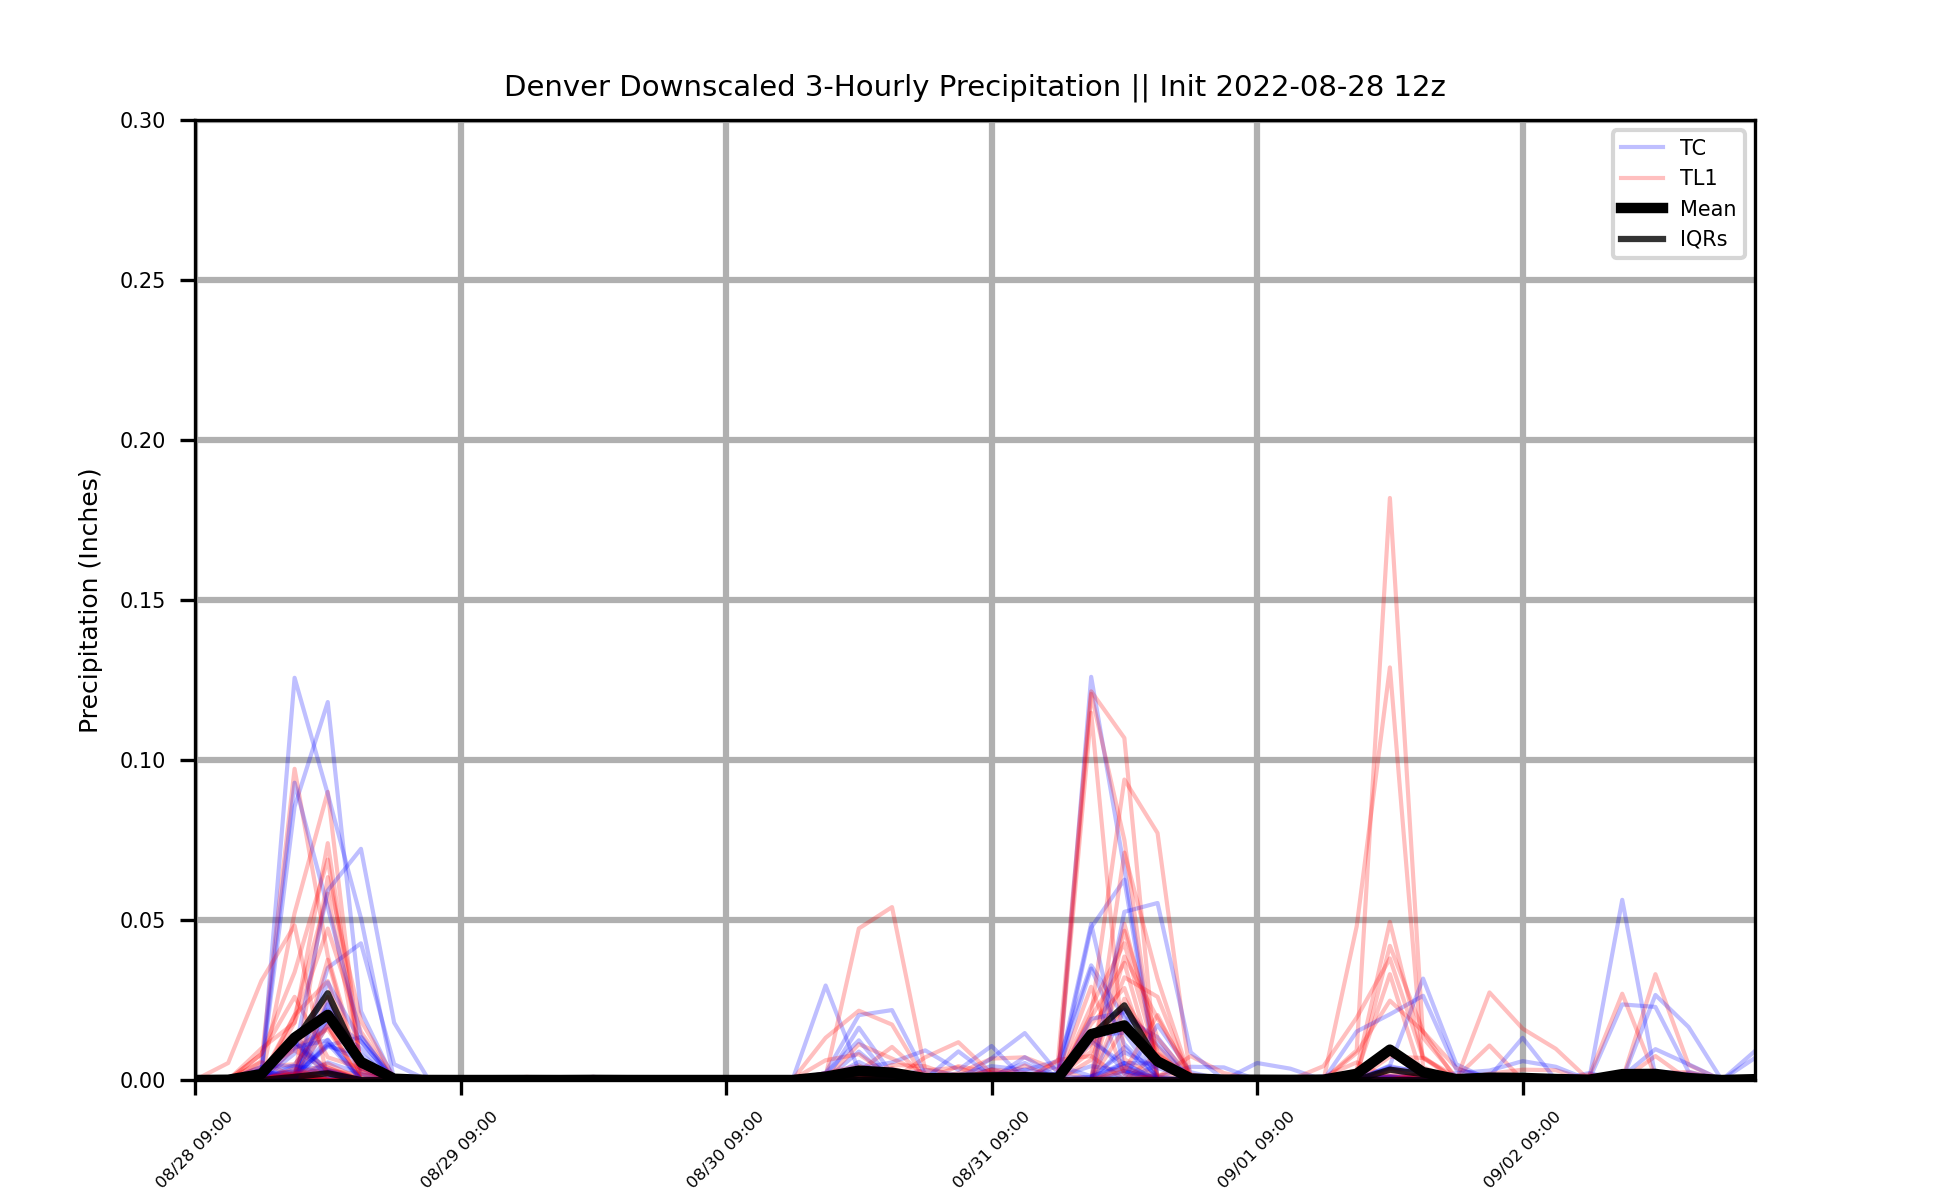 Denver Downscaled 3-Hourly Precipitation || Init 2022-08-28 12z
TC
TL1
Mean
IQRs
Precipitation (Inches)
0.30
0.25
0.20
0.15
0.10
0.05
0.00
08/28 09:00
08/29 09:00
08/30 09:00
08/31 09:00
09/01 09:00
09/02 09:00